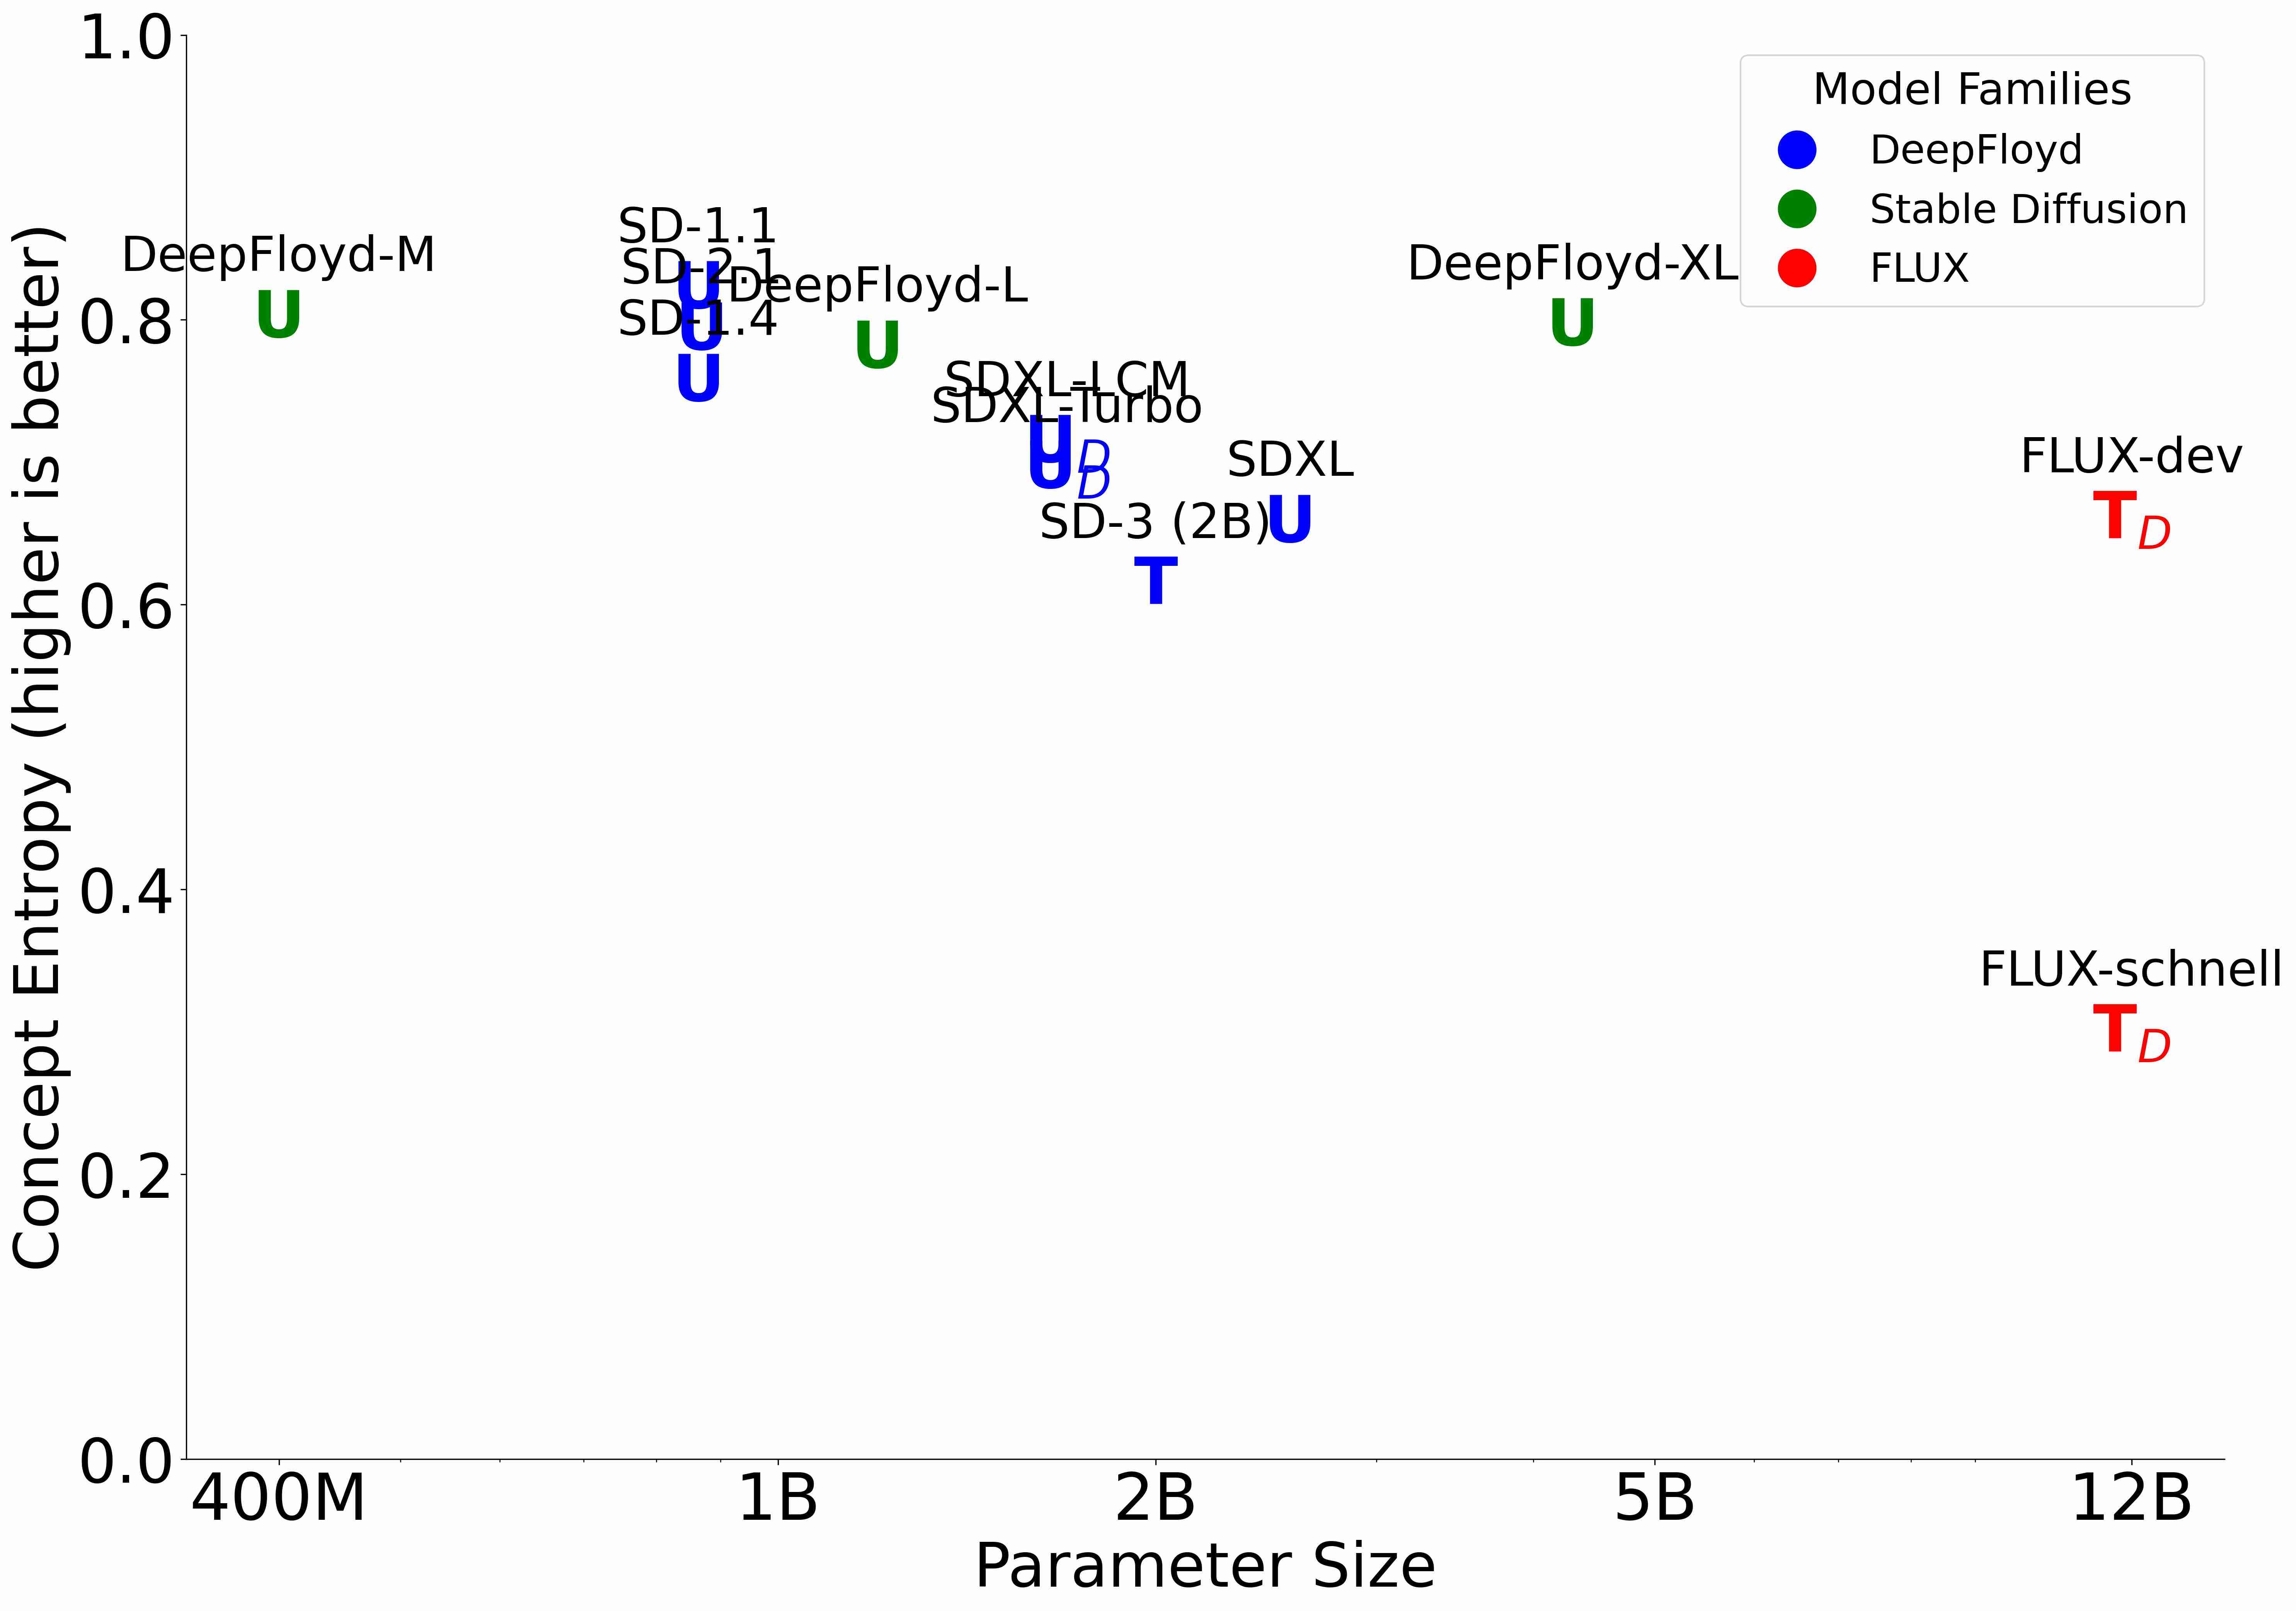 Concept Entropy (higher is better)
1.0
0.8
0.6
0.4
0.2
0.0
Model Families
DeepFloyd
Stable Diffusion
FLUX
SD-1.1
DeepFloyd-M
U
SD-2.1
U
DeepFloyd-L
U
SD-1.4
U
U
DeepFloyd-XL
U
SDXL-LCM
SDXL-Turbo
U D
U D
SDXL
U
SD-3 (2B)
T
FLUX-dev
T D
FLUX-schnell
T D
400M
1B
2B
5B
12B
Parameter Size